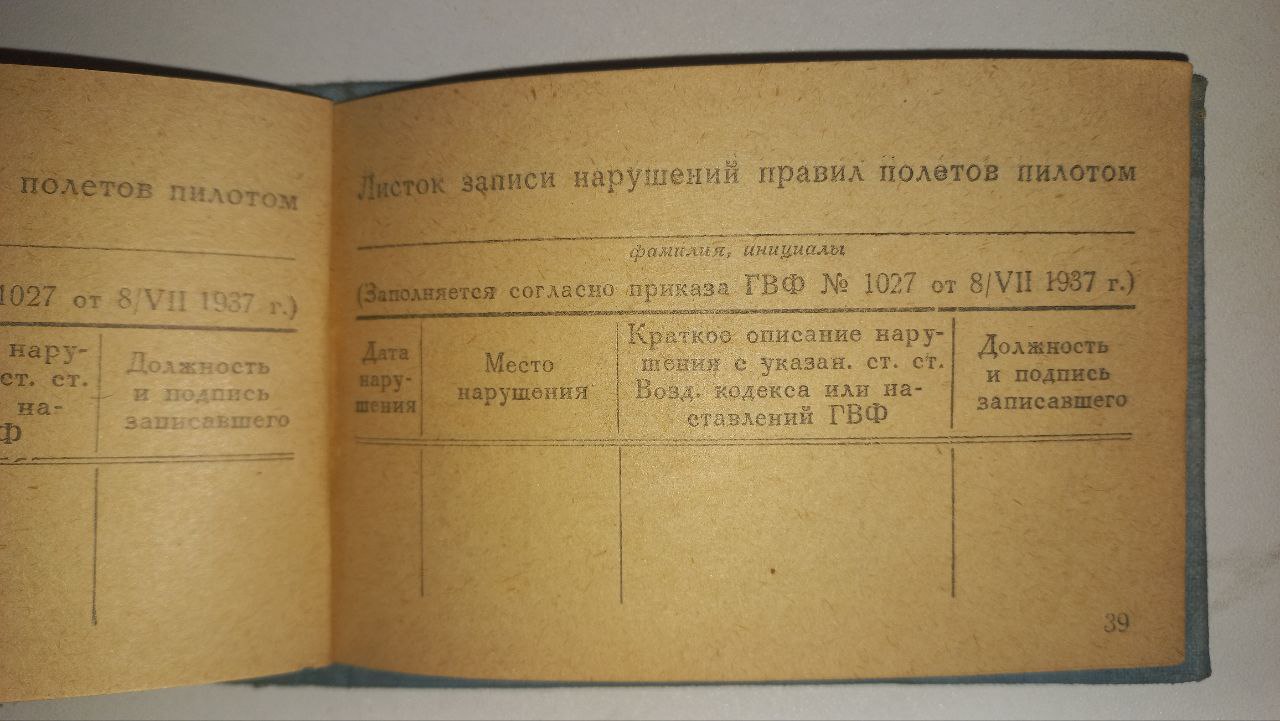 полетов пилотом
1027 от 8/VII 1937 г.)
нару-
ст. ст.
на-
Ф
Должность
и подпись
записавшего
Листок записи нарушений правил полетов пилотом
фамилия, инициалы
(Заполняется согласно приказа ГВФ № 1027 от 8/VII 1937 г.)
Дата
нару-
шения
Место
нарушения
Краткое описание нару-
шения с указан. ст. ст.
Возд. кодекса или на-
ставлений ГВФ
Должность
и подпись
записавшего
39